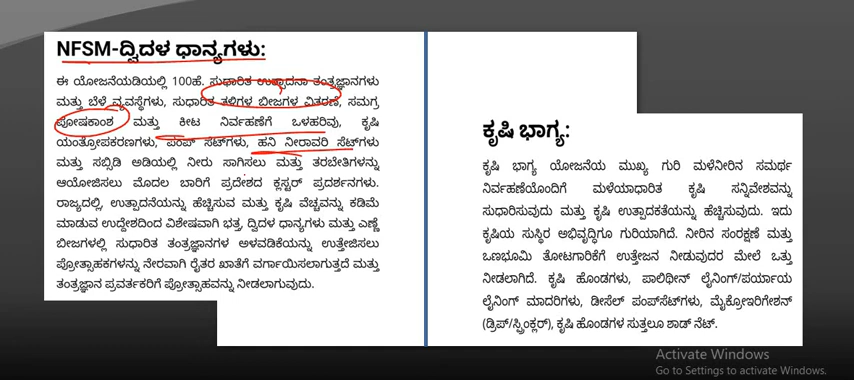 NFSM-ದ್ವಿದಳ ಧಾನ್ಯಗಳು:
ಈ ಯೋಜನೆಯಡಿಯಲ್ಲಿ 100ಹೆ. ಸುಧಾರಿತ ಉತ್ಪಾದನಾ ತಂತ್ರಜ್ಞಾನಗಳು
ಮತ್ತು ಬೆಳೆ ವ್ಯವಸ್ಥೆಗಳು, ಸುಧಾರಿತ ತಳಿಗಳ ಬೀಜಗಳ ವಿತರಣೆ, ಸಮಗ್ರ
ಪೋಷಕಾಂಶ ಮತ್ತು ಕೀಟ ನಿರ್ವಹಣೆಗೆ ಒಳಹರಿವು, ಕೃಷಿ
ಯಂತ್ರೋಪಕರಣಗಳು, ಪಂಪ್ ಸೆಟ್‌ಗಳು, ಹನಿ ನೀರಾವರಿ ಸೆಟ್‌ಗಳು
ಮತ್ತು ಸಬ್ಸಿಡಿ ಅಡಿಯಲ್ಲಿ ನೀರು ಸಾಗಿಸಲು ಮತ್ತು ತರಬೇತಿಗಳನ್ನು
ಆಯೋಜಿಸಲು ಮೊದಲ ಬಾರಿಗೆ ಪ್ರದೇಶದ ಕ್ಲಸ್ಟರ್ ಪ್ರದರ್ಶನಗಳು.
ರಾಜ್ಯದಲ್ಲಿ, ಉತ್ಪಾದನೆಯನ್ನು ಹೆಚ್ಚಿಸುವ ಮತ್ತು ಕೃಷಿ ವೆಚ್ಚವನ್ನು ಕಡಿಮೆ
ಮಾಡುವ ಉದ್ದೇಶದಿಂದ ವಿಶೇಷವಾಗಿ ಭತ್ತ, ದ್ವಿದಳ ಧಾನ್ಯಗಳು ಮತ್ತು ಎಣ್ಣೆ
ಬೀಜಗಳಲ್ಲಿ ಸುಧಾರಿತ ತಂತ್ರಜ್ಞಾನಗಳ ಅಳವಡಿಕೆಯನ್ನು ಉತ್ತೇಜಿಸಲು
ಪ್ರೋತ್ಸಾಹಕಗಳನ್ನು ನೇರವಾಗಿ ರೈತರ ಖಾತೆಗೆ ವರ್ಗಾಯಿಸಲಾಗುತ್ತದೆ ಮತ್ತು
ತಂತ್ರಜ್ಞಾನ ಪ್ರವರ್ತಕರಿಗೆ ಪ್ರೋತ್ಸಾಹವನ್ನು ನೀಡಲಾಗುವುದು.
ಕೃಷಿ ಭಾಗ್ಯ:
ಕೃಷಿ ಭಾಗ್ಯ ಯೋಜನೆಯ ಮುಖ್ಯ ಗುರಿ ಮಳೆನೀರಿನ ಸಮರ್ಥ
ನಿರ್ವಹಣೆಯೊಂದಿಗೆ ಮಳೆಯಾಧಾರಿತ ಕೃಷಿ ಸನ್ನಿವೇಶವನ್ನು
ಸುಧಾರಿಸುವುದು ಮತ್ತು ಕೃಷಿ ಉತ್ಪಾದಕತೆಯನ್ನು ಹೆಚ್ಚಿಸುವುದು. ಇದು
ಕೃಷಿಯ ಸುಸ್ಥಿರ ಅಭಿವೃದ್ಧಿಗೂ ಗುರಿಯಾಗಿದೆ. ನೀರಿನ ಸಂರಕ್ಷಣೆ ಮತ್ತು
ಒಣಭೂಮಿ ತೋಟಗಾರಿಕೆಗೆ ಉತ್ತೇಜನ ನೀಡುವುದರ ಮೇಲೆ ಒತ್ತು
ನೀಡಲಾಗಿದೆ. ಕೃಷಿ ಹೊಂಡಗಳು, ಪಾಲಿಥೀನ್ ಲೈನಿಂಗ್/ಪರ್ಯಾಯ
ಲೈನಿಂಗ್ ಮಾದರಿಗಳು, ಡೀಸೆಲ್ ಪಂಪ್‌ಸೆಟ್‌ಗಳು, ಮೈಕ್ರೋಇರಿಗೇಶನ್
(ಡ್ರಿಪ್/ಸ್ಪ್ರಿಂಕ್ಲರ್), ಕೃಷಿ ಹೊಂಡಗಳ ಸುತ್ತಲೂ ಶಾಡ್ ನೆಟ್.
Activate Windows
Go to Settings to activate Windows.